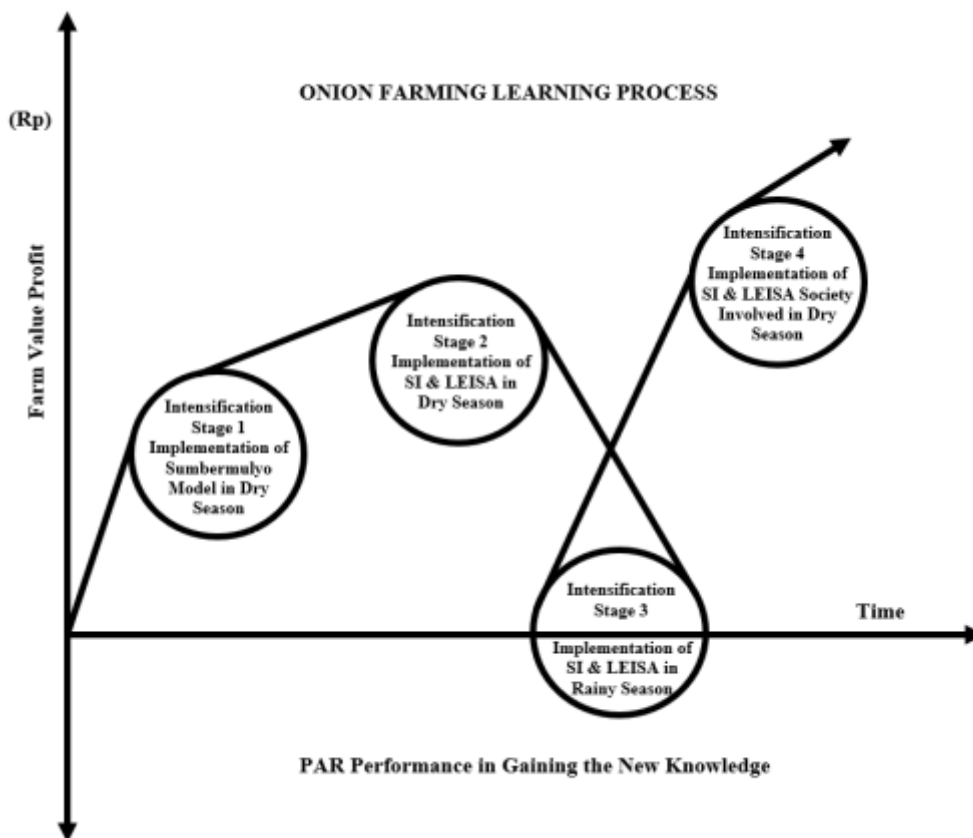 ONION FARMING LEARNING PROCESS
(Rp)
Farm Value Profit
Intensification
Stage 1
Implementation of
Sumbermulyo
Model in Dry
Season
Intensification
Stage 2
Implementation of
SI & LEISA in
Dry Season
Intensification
Stage 3
Implementation of
SI & LEISA in
Rainy Season
Intensification
Stage 4
Implementation of
SI & LEISA Society
Involved in Dry
Season
Time
PAR Performance in Gaining the New Knowledge